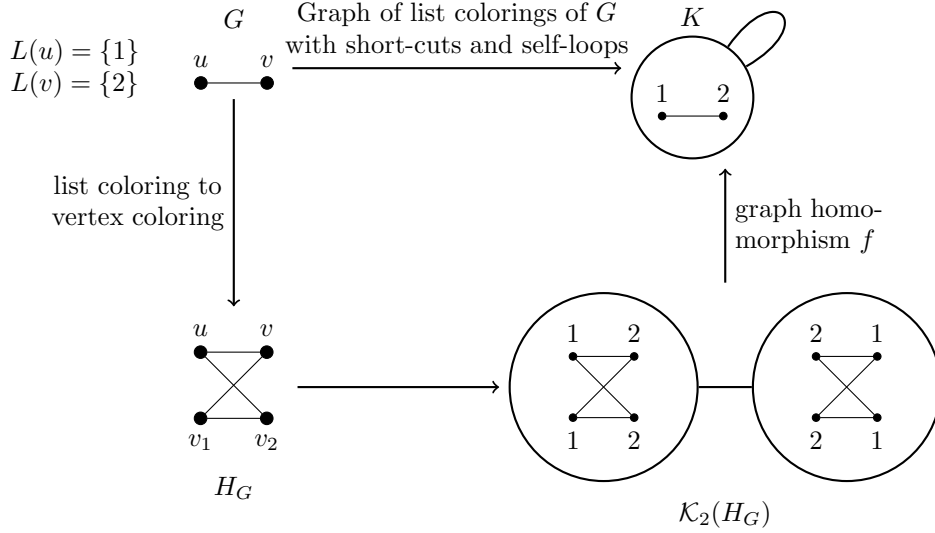 G
Graph of list colorings of G
with short-cuts and self-loops
K
L(u) = {1}
L(v) = {2}
u v
1 2
list coloring to
vertex coloring
graph homo-
morphism f
u v
v₁ v₂
H_G
1 2
1 2
2 1
2 1
𝒦₂(H_G)